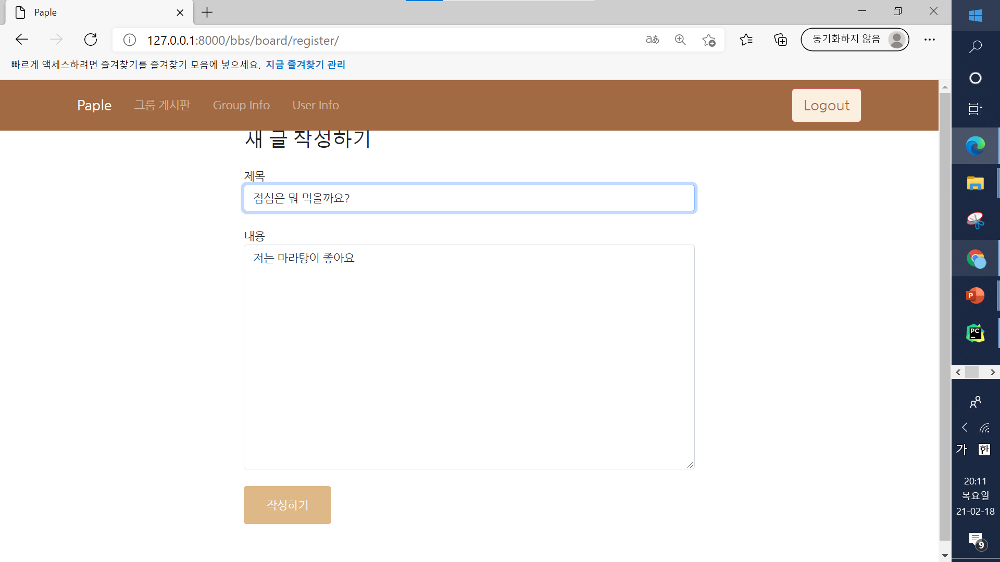 Paple
127.0.0.1:8000/bbs/board/register/
aあ
동기화하지 않음
빠르게 액세스하려면 즐겨찾기를 즐겨찾기 모음에 넣으세요. 지금 즐겨찾기 관리
Paple 그룹 게시판 Group Info User Info Logout
새 글 작성하기
제목
점심은 뭐 먹을까요?
내용
저는 마라탕이 좋아요
작성하기
P
PC
가 한
20:11
목요일
21-02-18
9